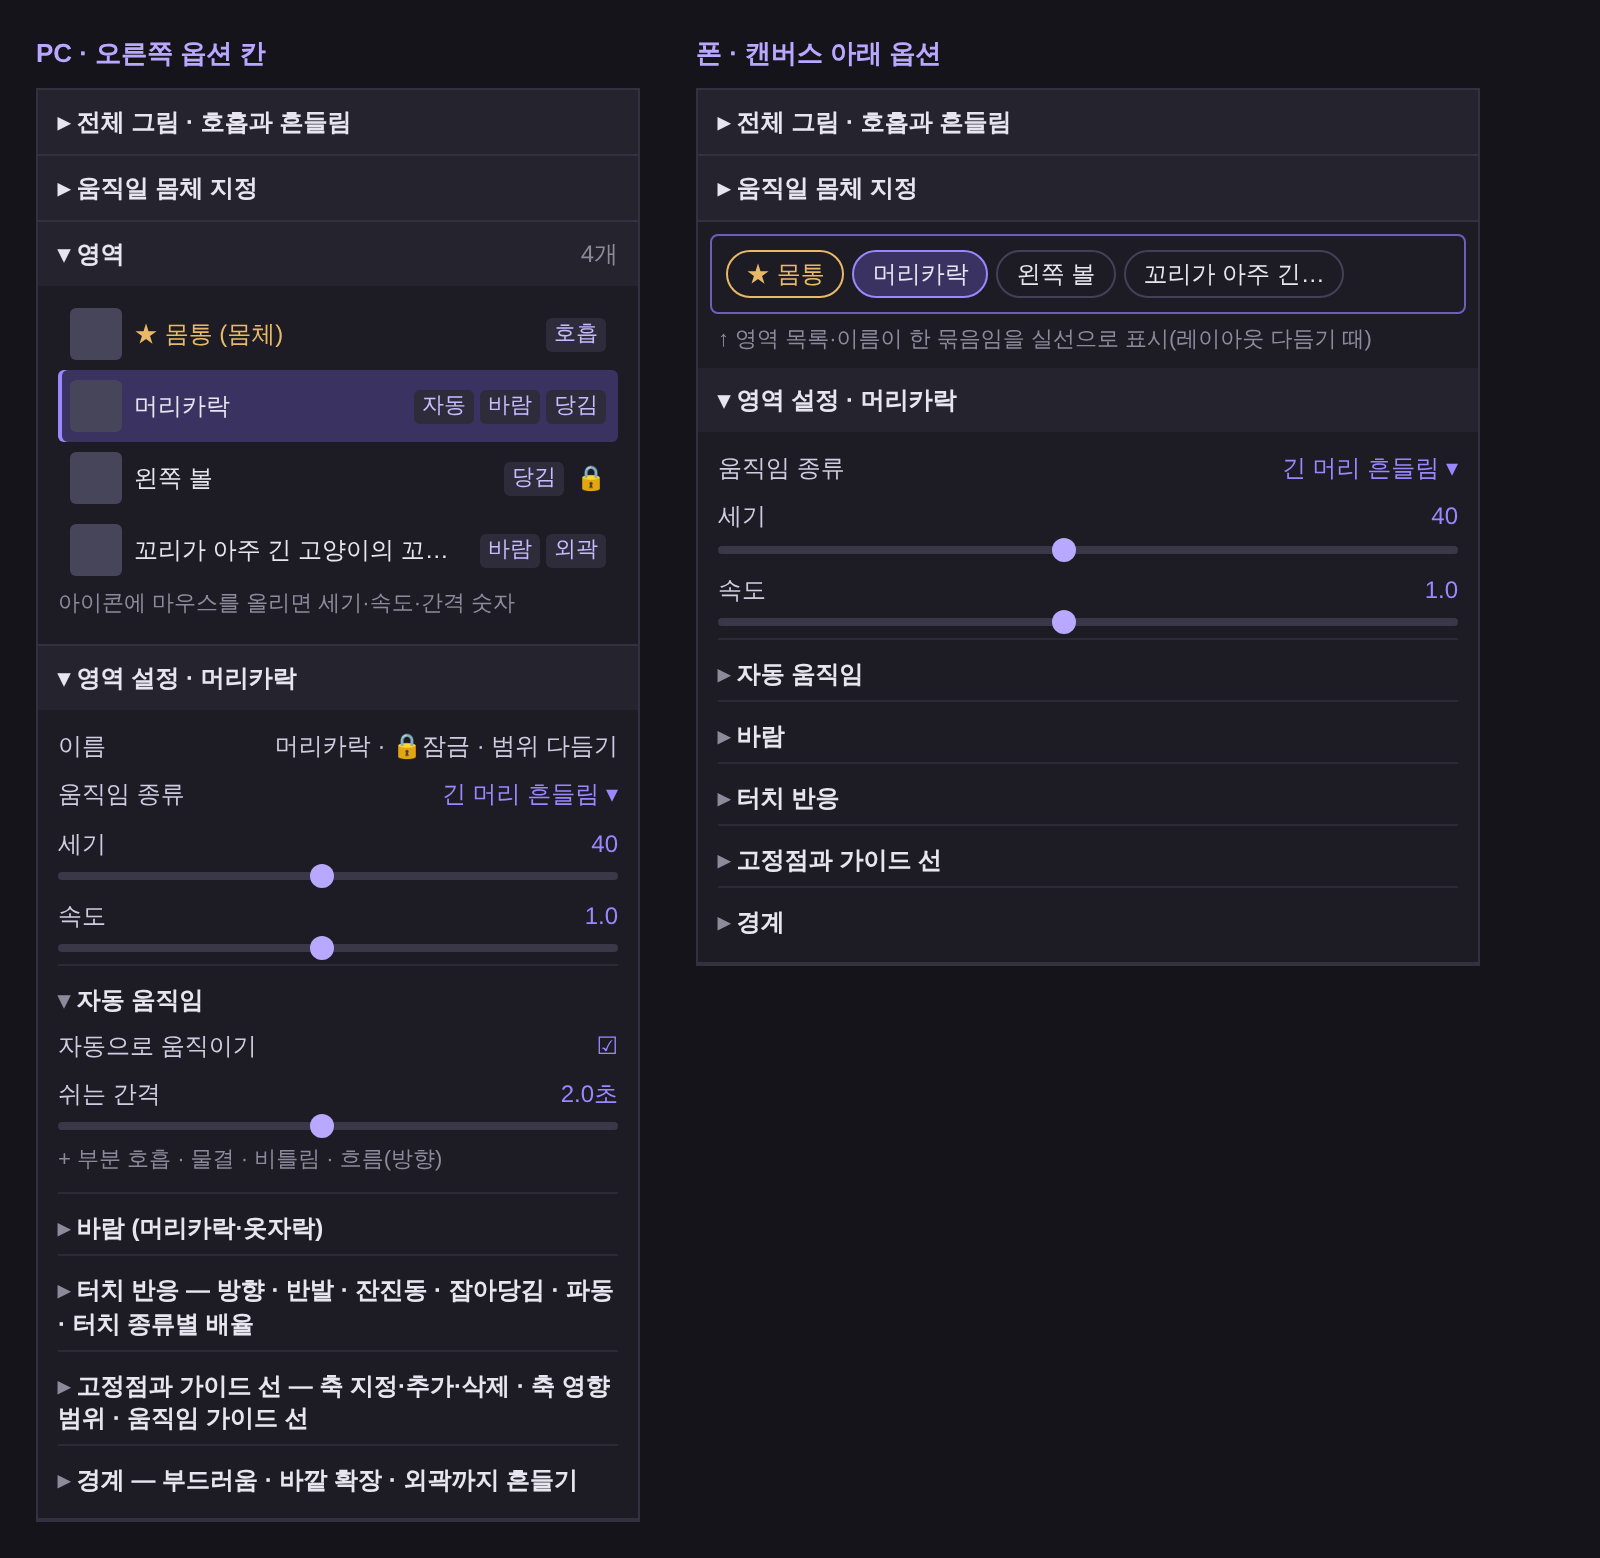 PC · 오른쪽 옵션 칸
▸ 전체 그림 · 호흡과 흔들림
▸ 움직일 몸체 지정
▾ 영역 4개
★ 몸통 (몸체) 호흡
머리카락 자동 바람 당김
왼쪽 볼 당김 🔒
꼬리가 아주 긴 고양이의 꼬… 바람 외곽
아이콘에 마우스를 올리면 세기·속도·간격 숫자
▾ 영역 설정 · 머리카락
이름 머리카락 · 🔒잠금 · 범위 다듬기
움직임 종류 긴 머리 흔들림 ▾
세기 40
속도 1.0
▾ 자동 움직임
자동으로 움직이기 ☑
쉬는 간격 2.0초
+ 부분 호흡 · 물결 · 비틀림 · 흐름(방향)
▸ 바람 (머리카락·옷자락)
▸ 터치 반응 — 방향 · 반발 · 잔진동 · 잡아당김 · 파동
· 터치 종류별 배율
▸ 고정점과 가이드 선 — 축 지정·추가·삭제 · 축 영향
범위 · 움직임 가이드 선
▸ 경계 — 부드러움 · 바깥 확장 · 외곽까지 흔들기
폰 · 캔버스 아래 옵션
▸ 전체 그림 · 호흡과 흔들림
▸ 움직일 몸체 지정
★ 몸통 머리카락 왼쪽 볼 꼬리가 아주 긴…
↑ 영역 목록·이름이 한 묶음임을 실선으로 표시(레이아웃 다듬기 때)
▾ 영역 설정 · 머리카락
움직임 종류 긴 머리 흔들림 ▾
세기 40
속도 1.0
▸ 자동 움직임
▸ 바람
▸ 터치 반응
▸ 고정점과 가이드 선
▸ 경계